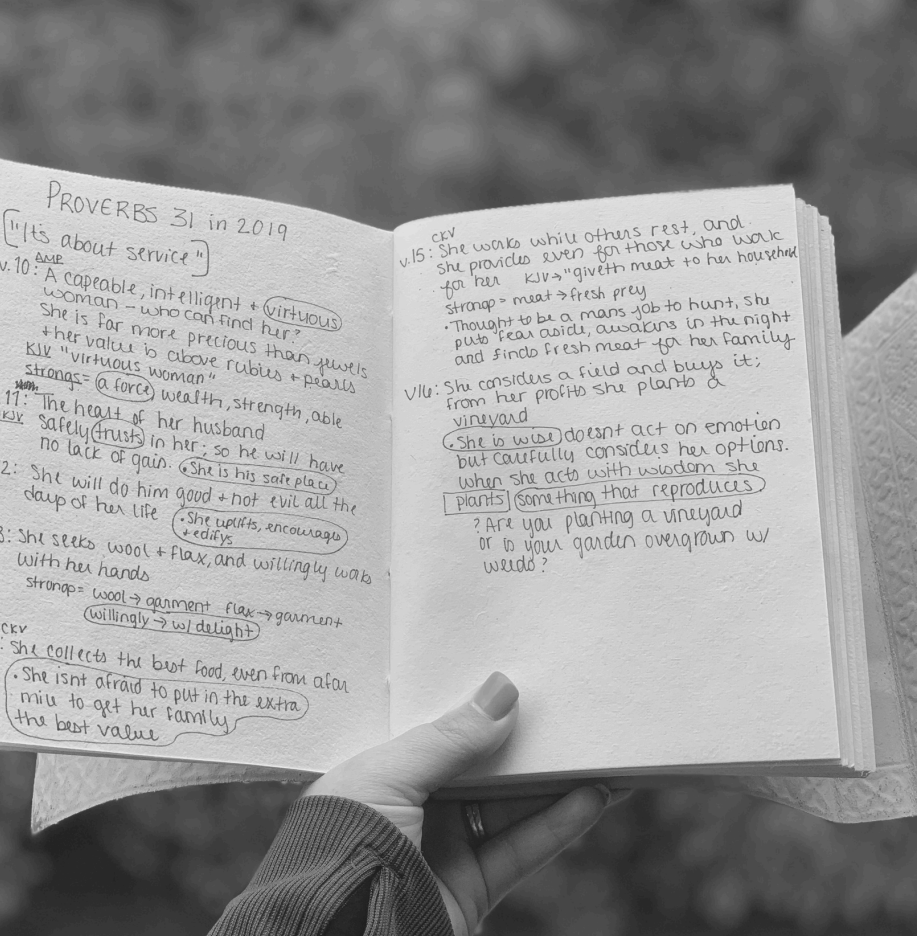 PROVERBS 31 in 2019
["It's about service"]
AMP
v.10: A capeable, intelligent + virtuous
woman - who can find her?
She is far more precious than jewels
+ her value is above rubies + pearls
KJV "virtuous woman"
strongs = a force wealth, strength, able
11: The heart of her husband
KJV safely trusts in her; so he will have
no lack of gain. • She is his safe place
2: She will do him good + not evil all the
days of her life • She uplifts, encourages
+ edifys
3: She seeks wool + flax, and willingly works
with her hands
strongs = wool → garment flax → garment
willingly → w/ delight
CKV
: She collects the best food, even from afar
• She isnt afraid to put in the extra
mile to get her family
the best value
CKV
v.15: She works while others rest, and
she provides even for those who work
for her KJV → "giveth meat to her household
strongs = meat → fresh prey
• Thought to be a mans job to hunt, she
puts fear aside, awakins in the night
and finds fresh meat for her family
v16: She considers a field and buys it;
from her profits she plants a
vineyard
• She is wise doesnt act on emotion
but carefully considers her options.
when she acts with wisdom she
plants something that reproduces
? Are you planting a vineyard
or is your garden overgrown w/
weeds?